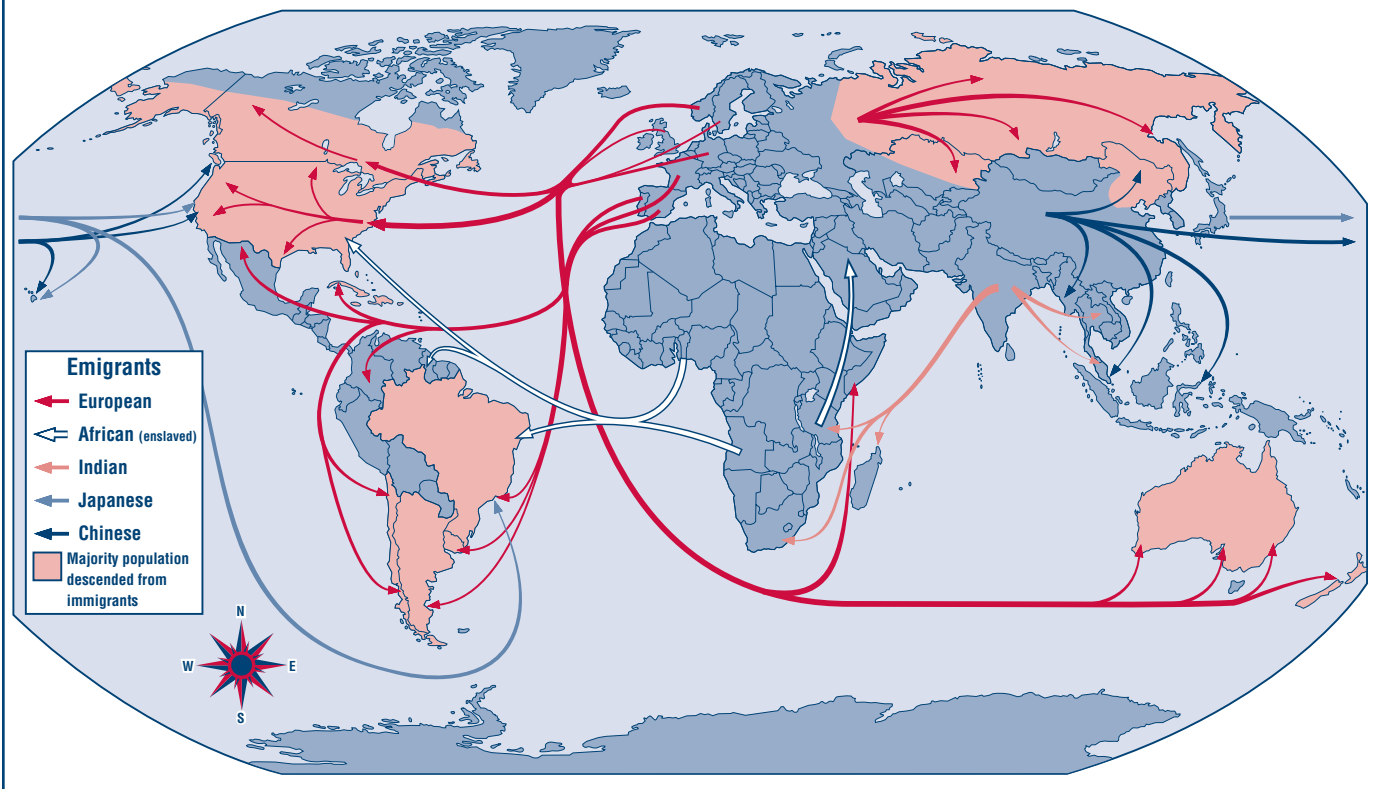 Emigrants
European
African (enslaved)
Indian
Japanese
Chinese
Majority population
descended from
immigrants
N
W E
S